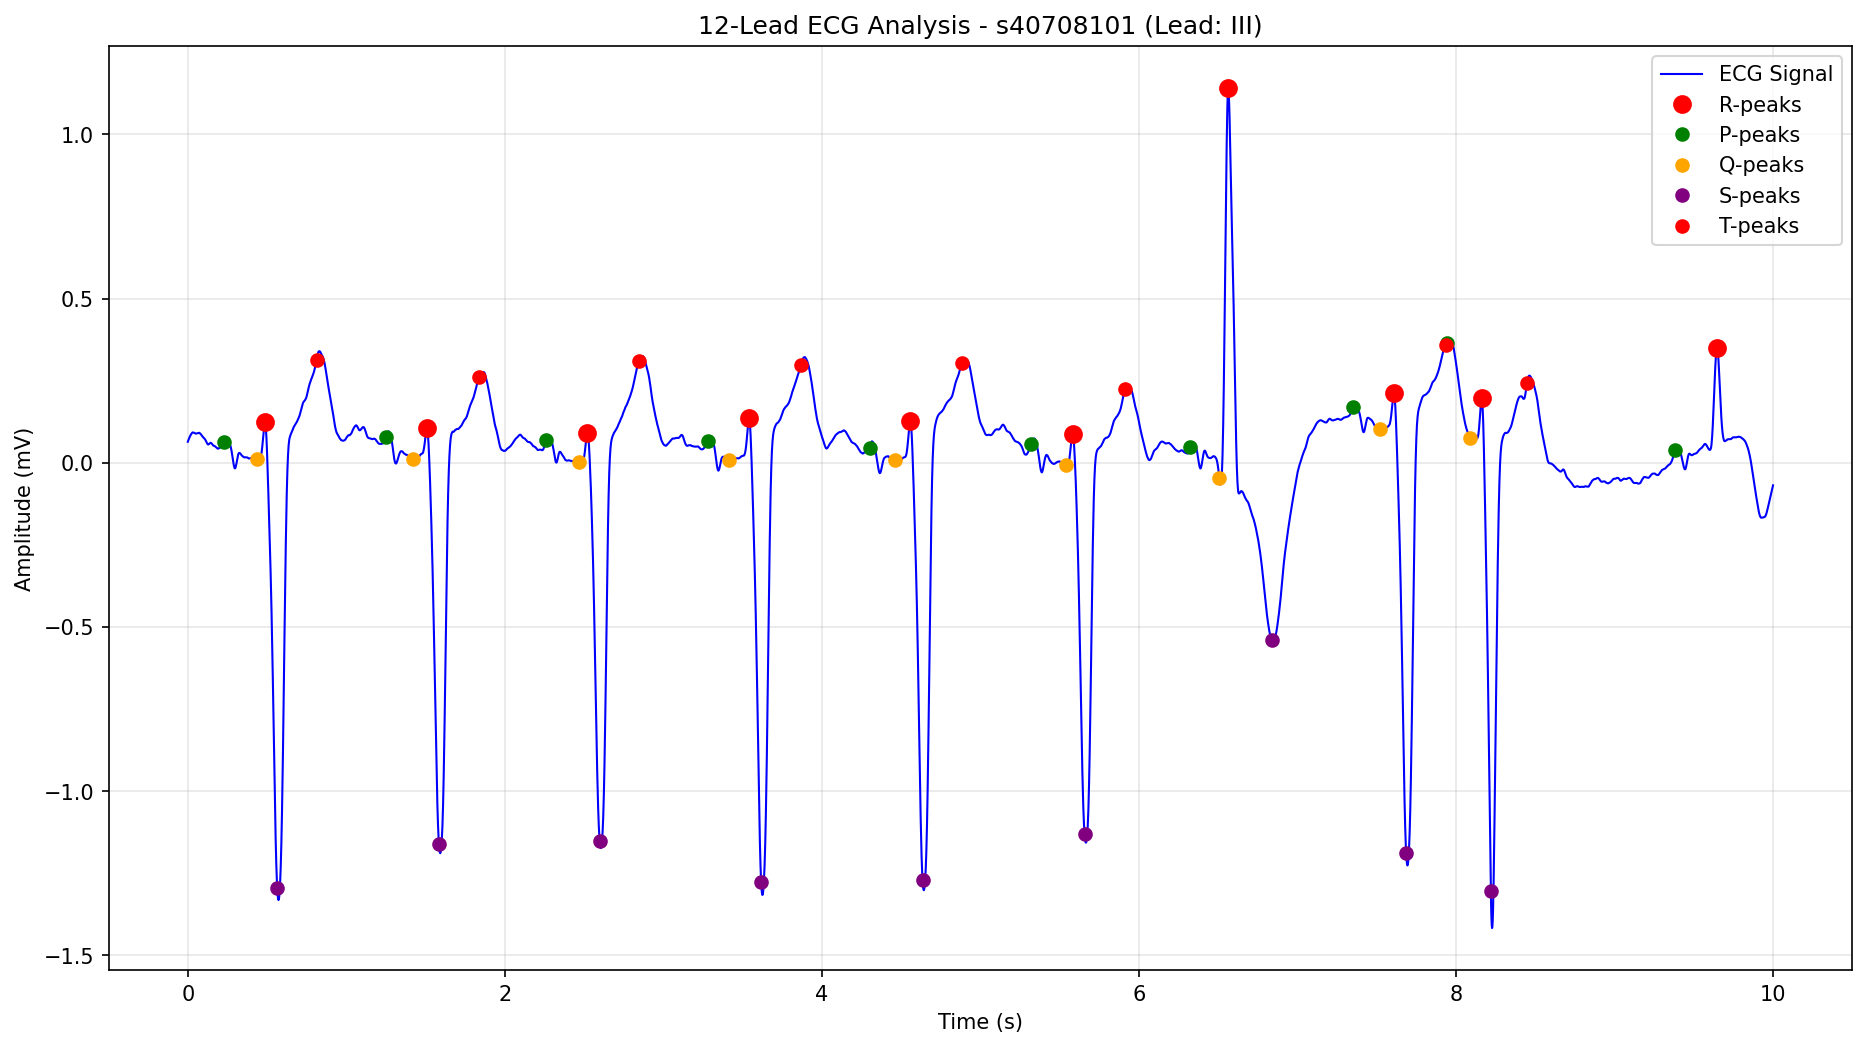 12-Lead ECG Analysis - s40708101 (Lead: III)
ECG Signal
R-peaks
P-peaks
Q-peaks
S-peaks
T-peaks
1.0
0.5
0.0
−0.5
−1.0
−1.5
Amplitude (mV)
0 2 4 6 8 10
Time (s)